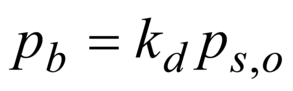 p_b = k_d p_{s,o}